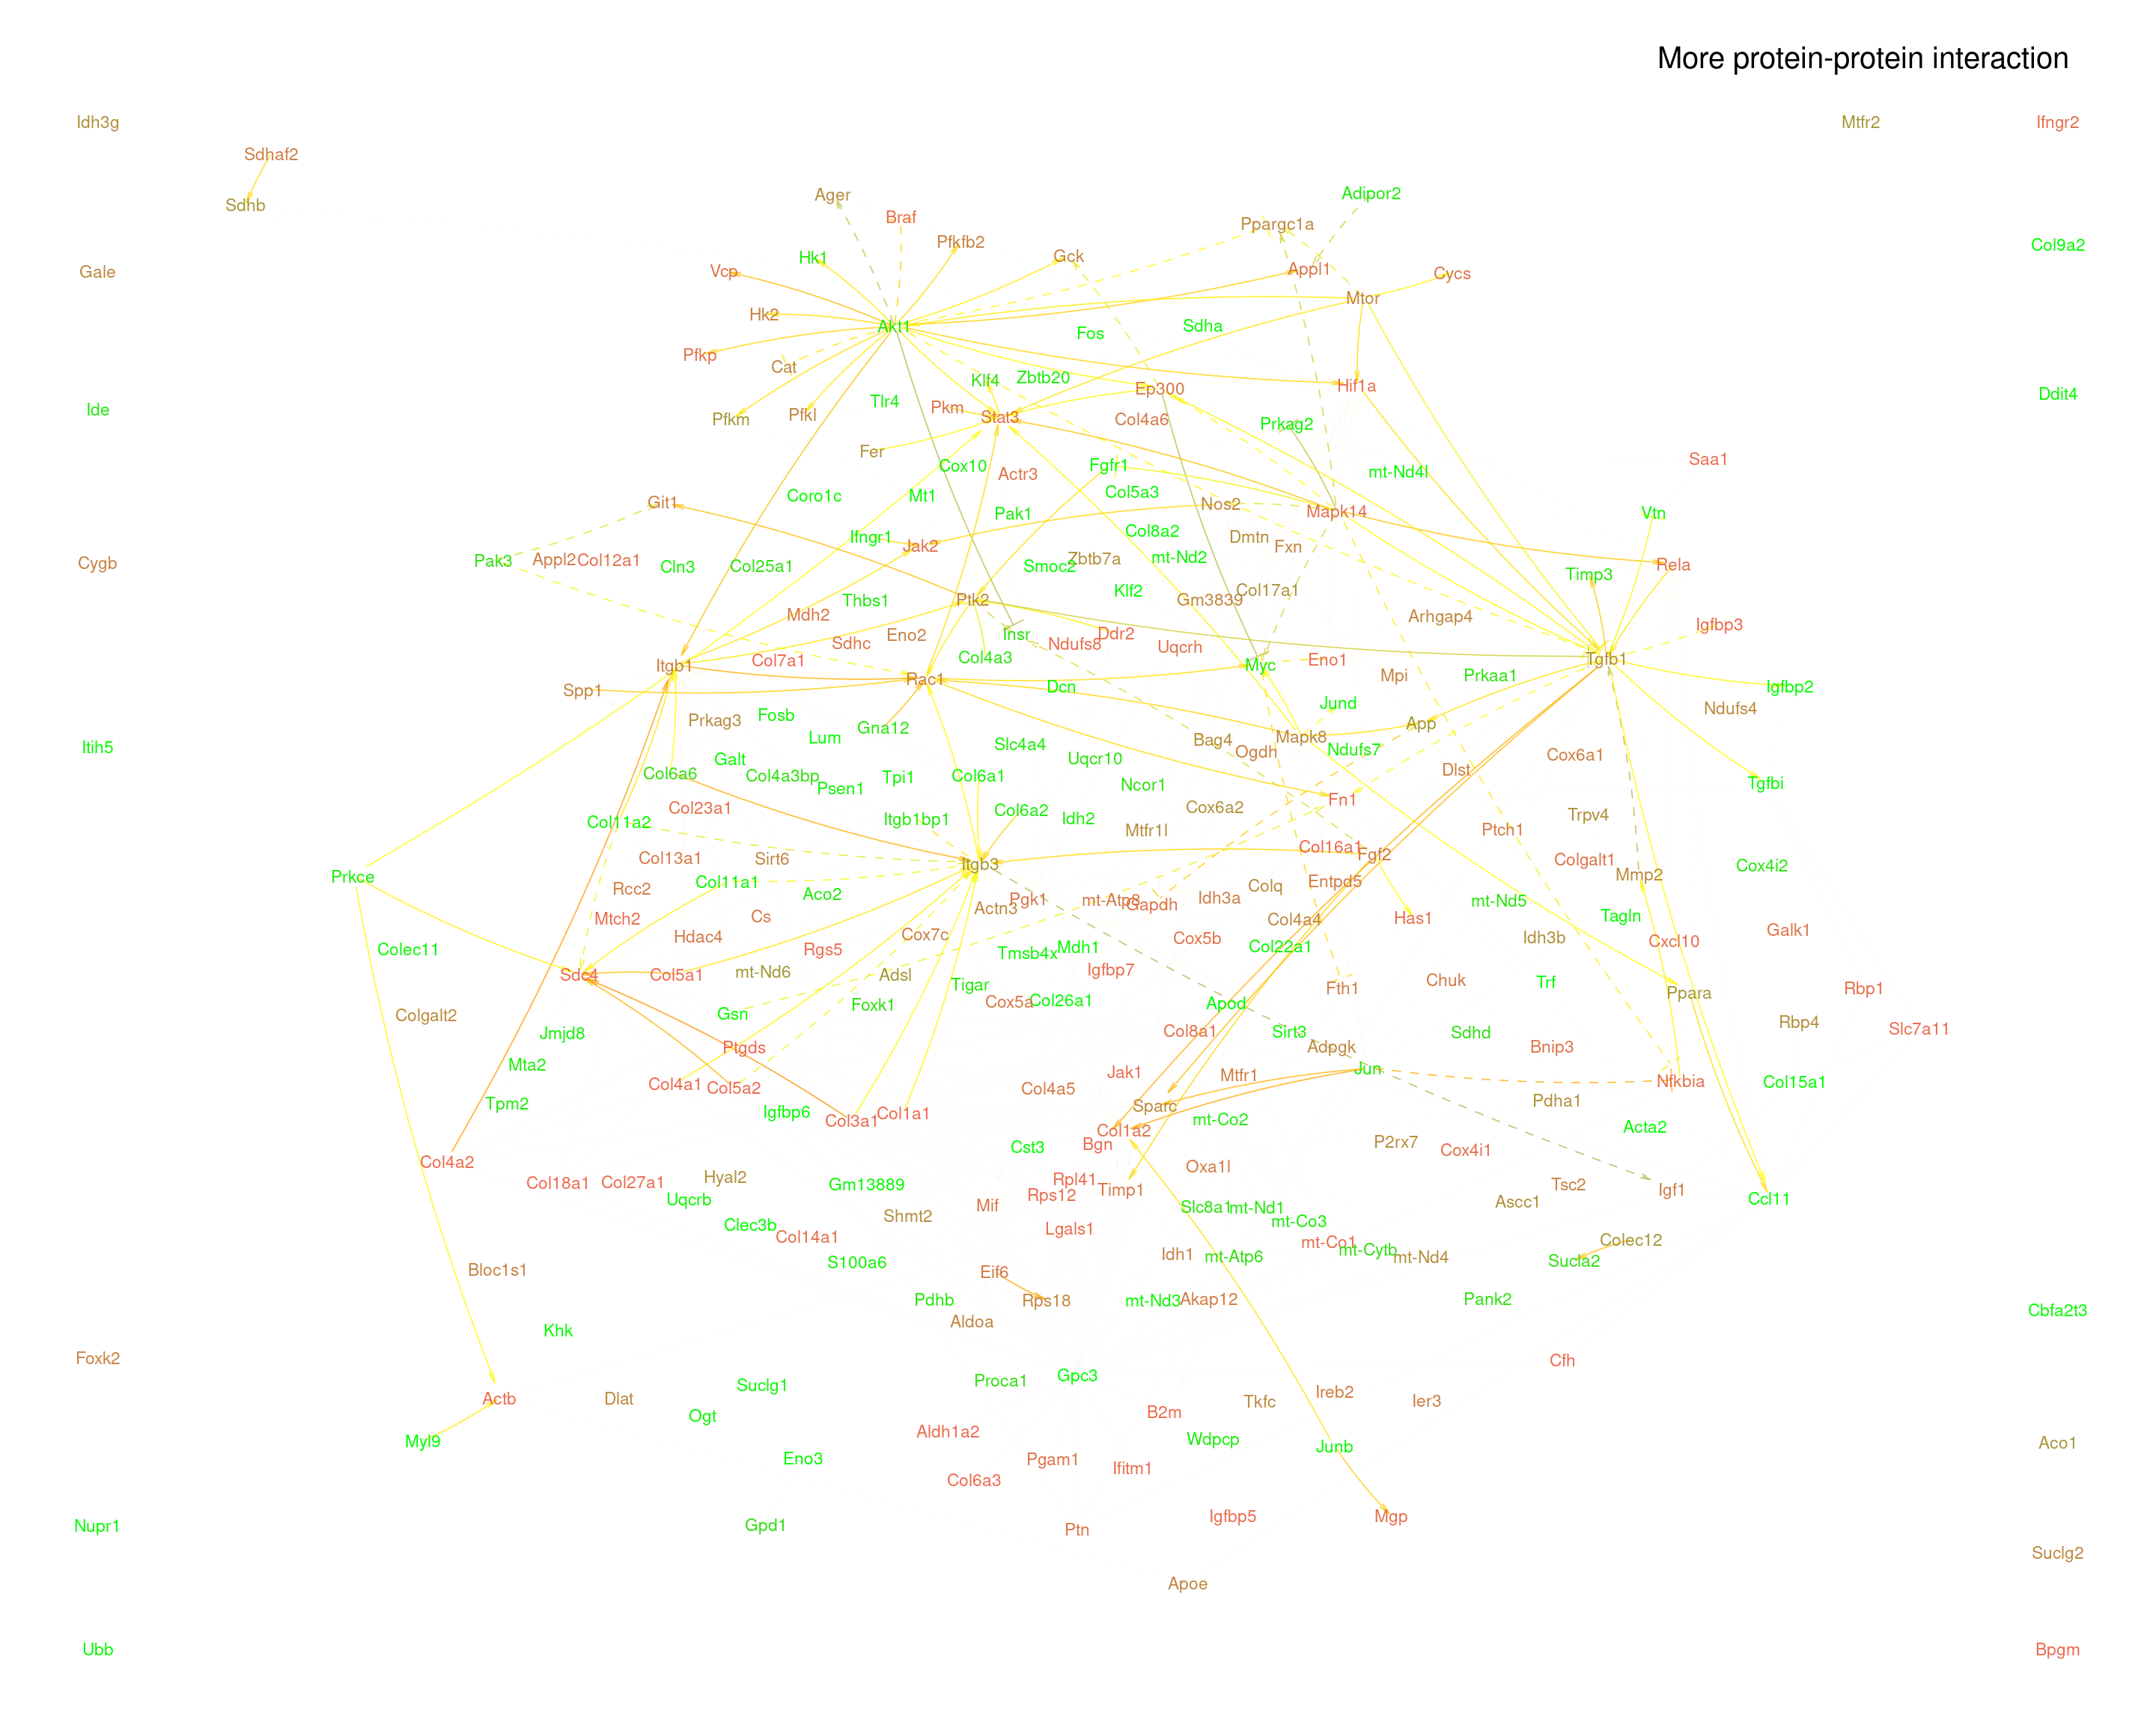 More protein-protein interaction
Idh3g
Mtfr2
Ifngr2
Sdhaf2
Ager
Adipor2
Sdhb
Braf
Ppargc1a
Pfkfb2
Col9a2
Hk1
Gck
Gale
Vcp
Appl1
Cycs
Mtor
Hk2
Akt1
Sdha
Fos
Pfkp
Cat
Klf4
Zbtb20
Ep300
Hif1a
Ddit4
Ide
Tlr4
Pkm
Pfkl
Pfkm
Stat3
Col4a6
Prkag2
Fer
Saa1
Cox10
Fgfr1
Actr3
mt-Nd4l
Coro1c
Mt1
Col5a3
Git1
Nos2
Pak1
Mapk14
Vtn
Ifngr1
Col8a2
Dmtn
Jak2
Fxn
Cygb
Pak3
Appl2
Col12a1
Cln3
Col25a1
Smoc2
Zbtb7a
mt-Nd2
Rela
Timp3
Thbs1
Ptk2
Klf2
Gm3839
Col17a1
Mdh2
Arhgap4
Igfbp3
Sdhc
Eno2
Insr
Ddr2
Ndufs8
Uqcrh
Itgb1
Col7a1
Col4a3
Myc
Eno1
Tgfb1
Spp1
Rac1
Dcn
Mpi
Prkaa1
Igfbp2
Prkag3
Fosb
Gna12
Jund
Ndufs4
Lum
Slc4a4
Bag4
Mapk8
App
Itih5
Galt
Uqcr10
Ogdh
Ndufs7
Cox6a1
Col6a6
Col4a3bp
Psen1
Tpi1
Col6a1
Ncor1
Dlst
Tgfbi
Col23a1
Col6a2
Cox6a2
Fn1
Col11a2
Itgb1bp1
Idh2
Mtfr1l
Ptch1
Trpv4
Col13a1
Sirt6
Itgb3
Col16a1
Fgf2
Colgalt1
Cox4i2
Prkce
Rcc2
Col11a1
Aco2
Entpd5
Colq
Mmp2
Mtch2
Cs
Actn3
Pgk1
mt-Atp8
Gapdh
Idh3a
mt-Nd5
Hdac4
Cox7c
Col4a4
Has1
Tagln
Galk1
Colec11
Rgs5
Tmsb4x
Mdh1
Cox5b
Col22a1
Idh3b
Cxcl10
Sdc4
Col5a1
mt-Nd6
Adsl
Tigar
Igfbp7
Fth1
Chuk
Trf
Ppara
Rbp1
Colgalt2
Gsn
Foxk1
Cox5a
Col26a1
Apod
Rbp4
Jmjd8
Ptgds
Col8a1
Sirt3
Adpgk
Sdhd
Bnip3
Slc7a11
Mta2
Col4a1
Col5a2
Col4a5
Jak1
Mtfr1
Jun
Nfkbia
Col15a1
Tpm2
Igfbp6
Col3a1
Col1a1
Sparc
Pdha1
Col1a2
mt-Co2
Acta2
Cst3
Bgn
P2rx7
Cox4i1
Col4a2
Col18a1
Col27a1
Hyal2
Gm13889
Rpl41
Timp1
Oxa1l
Tsc2
Igf1
Uqcrb
Rps12
Ascc1
Ccl11
Clec3b
Shmt2
Mif
Slc8a1
mt-Nd1
mt-Co3
Col14a1
Lgals1
mt-Co1
Colec12
S100a6
Idh1
mt-Atp6
mt-Cytb
mt-Nd4
Sucla2
Bloc1s1
Eif6
Pdhb
Rps18
mt-Nd3
Akap12
Pank2
Cbfa2t3
Khk
Aldoa
Foxk2
Cfh
Suclg1
Proca1
Gpc3
Actb
Dlat
Tkfc
Ireb2
Ier3
Ogt
B2m
Myl9
Aldh1a2
Wdpcp
Junb
Aco1
Eno3
Pgam1
Ifitm1
Col6a3
Nupr1
Gpd1
Ptn
Igfbp5
Mgp
Suclg2
Apoe
Ubb
Bpgm